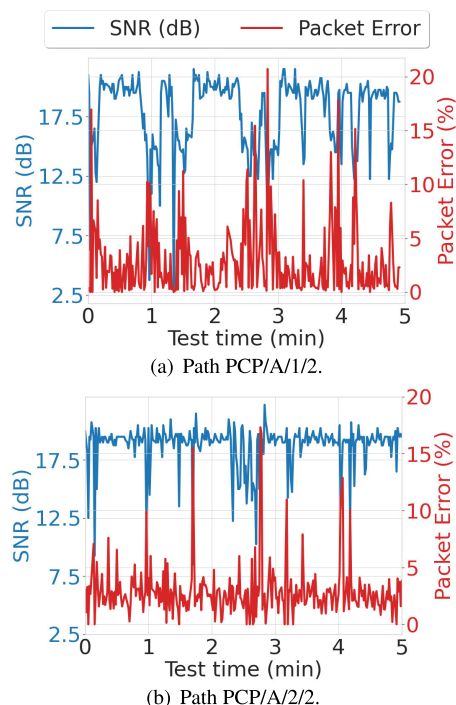 SNR (dB) Packet Error
SNR (dB)
17.5
12.5
7.5
2.5
20
15
10
5
0
Packet Error (%)
0 1 2 3 4 5
Test time (min)
(a) Path PCP/A/1/2.
SNR (dB)
17.5
12.5
7.5
2.5
20
15
10
5
0
Packet Error (%)
0 1 2 3 4 5
Test time (min)
(b) Path PCP/A/2/2.